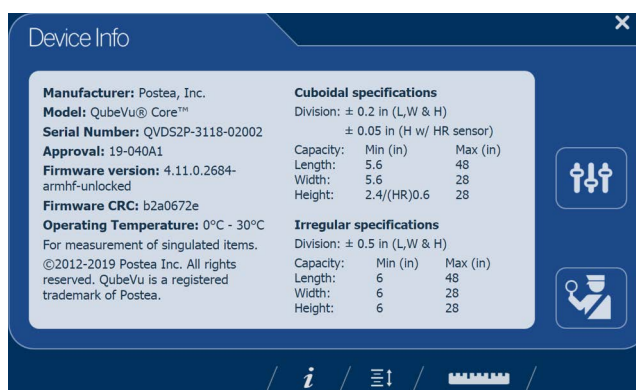 Device Info
Manufacturer: Postea, Inc.
Model: QubeVu® Core™
Serial Number: QVDS2P-3118-02002
Approval: 19-040A1
Firmware version: 4.11.0.2684-
armhf-unlocked
Firmware CRC: b2a0672e
Operating Temperature: 0°C - 30°C
For measurement of singulated items.
©2012-2019 Postea Inc. All rights
reserved. QubeVu is a registered
trademark of Postea.
Cuboidal specifications
Division: ± 0.2 in (L,W & H)
± 0.05 in (H w/ HR sensor)
Capacity: Min (in) Max (in)
Length: 5.6 48
Width: 5.6 28
Height: 2.4/(HR)0.6 28
Irregular specifications
Division: ± 0.5 in (L,W & H)
Capacity: Min (in) Max (in)
Length: 6 48
Width: 6 28
Height: 6 28